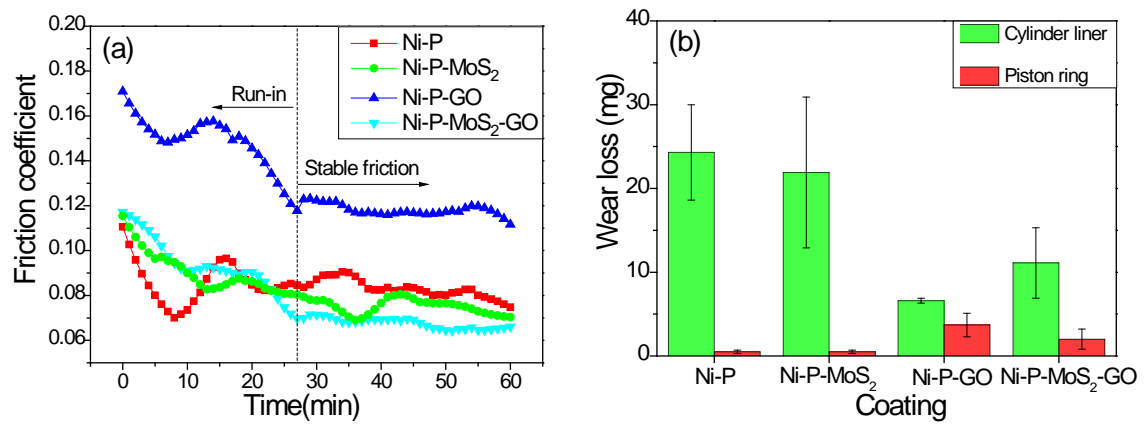 (a)
Ni-P
Ni-P-MoS₂
Ni-P-GO
Ni-P-MoS₂-GO
Run-in
Stable friction
Friction coefficient
0.20
0.18
0.16
0.14
0.12
0.10
0.08
0.06
0 10 20 30 40 50 60
Time(min)
(b)
Cylinder liner
Piston ring
Wear loss (mg)
40
30
20
10
0
Ni-P Ni-P-MoS₂ Ni-P-GO Ni-P-MoS₂-GO
Coating